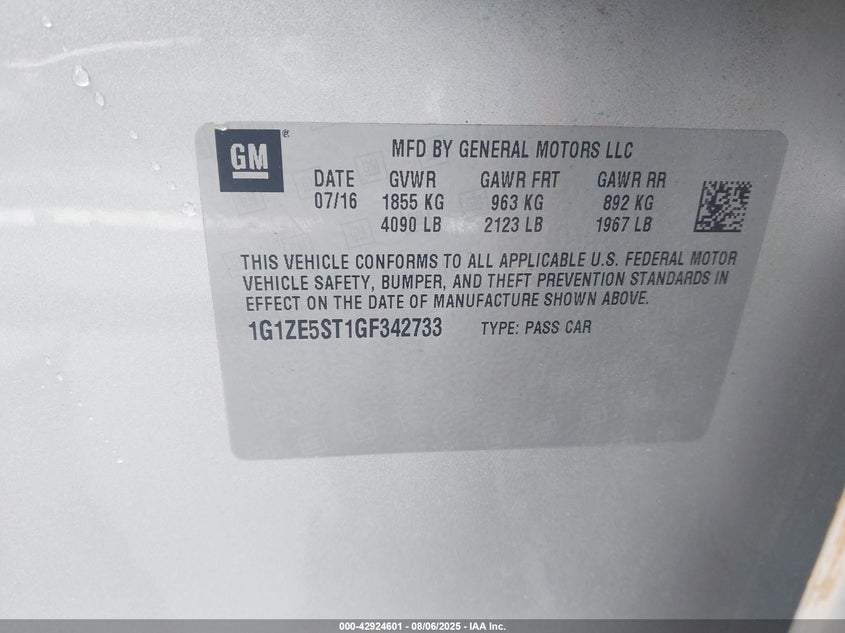 GM®
MFD BY GENERAL MOTORS LLC
DATE GVWR GAWR FRT GAWR RR
07/16 1855 KG 963 KG 892 KG
4090 LB 2123 LB 1967 LB
THIS VEHICLE CONFORMS TO ALL APPLICABLE U.S. FEDERAL MOTOR
VEHICLE SAFETY, BUMPER, AND THEFT PREVENTION STANDARDS IN
EFFECT ON THE DATE OF MANUFACTURE SHOWN ABOVE.
1G1ZE5ST1GF342733 TYPE: PASS CAR
000-42924601 - 08/06/2025 - IAA Inc.